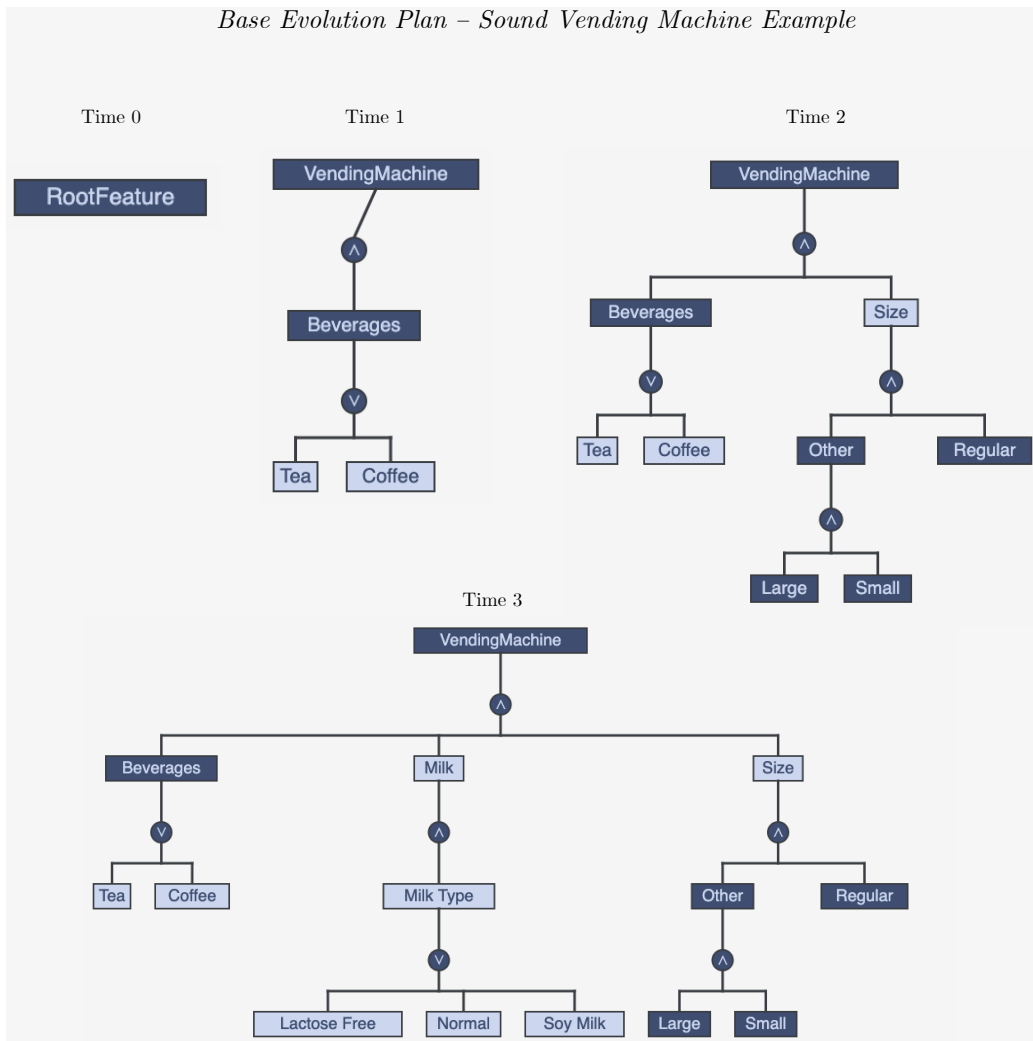 Base Evolution Plan – Sound Vending Machine Example
Time 0
Time 1
Time 2
RootFeature
VendingMachine
∧
Beverages
∨
Tea
Coffee
VendingMachine
∧
Beverages
Size
∨
∧
Tea
Coffee
Other
Regular
∧
Large
Small
Time 3
VendingMachine
∧
Beverages
Milk
Size
∨
∧
∧
Tea
Coffee
Milk Type
Other
Regular
∨
∧
Lactose Free
Normal
Soy Milk
Large
Small